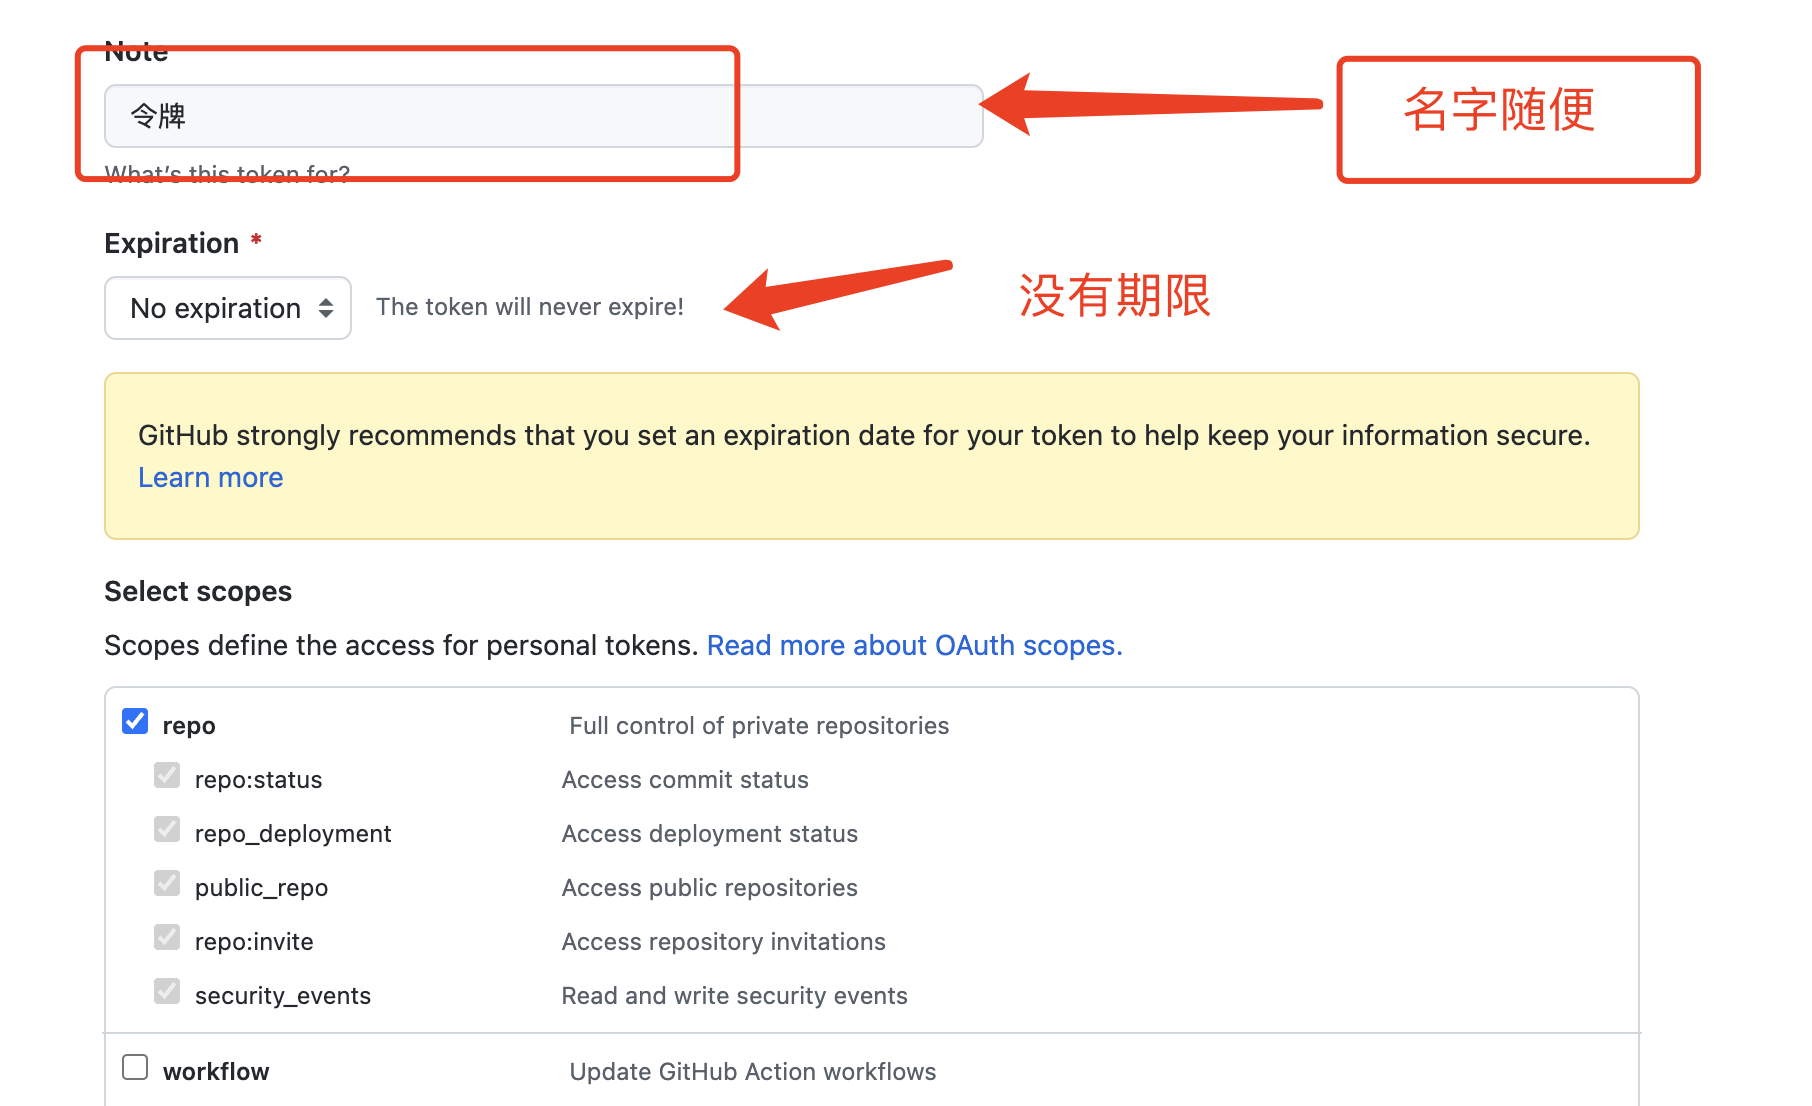 Note
令牌
名字随便
What's this token for?
Expiration *
No expiration
The token will never expire!
没有期限
GitHub strongly recommends that you set an expiration date for your token to help keep your information secure.
Learn more
Select scopes
Scopes define the access for personal tokens. Read more about OAuth scopes.
repo Full control of private repositories
repo:status Access commit status
repo_deployment Access deployment status
public_repo Access public repositories
repo:invite Access repository invitations
security_events Read and write security events
workflow Update GitHub Action workflows